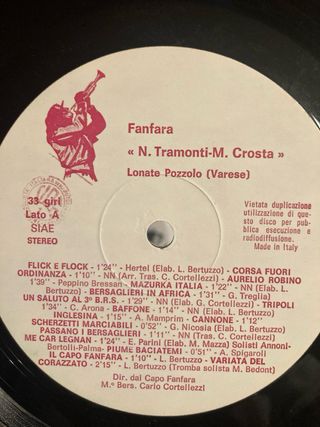 Fanfara
« N. Tramonti-M. Crosta »
Lonate Pozzolo (Varese)
33 giri
Lato A
SIAE
STEREO
Vietata duplicazione
utilizzazione di que-
sto disco per pub-
blica esecuzione e
radiodiffusione.
Made in Italy
FLICK E FLOCK - 1'24'' - Hertel (Elab. L. Bertuzzo) - CORSA FUORI
ORDINANZA - 1'10'' - NN (Arr. Tras. C. Cortellezzi) - AURELIO ROBINO
1'39'' - Peppino Bressan - MAZURKA ITALIA - 1'22'' - NN (Elab. L.
Bertuzzo) - BERSAGLIERI IN AFRICA - 1'31'' - (G. Treglia)
UN SALUTO AL 3º B.R.S. - 1'29'' - NN (Elab. G. Cortellezzi) - TRIPOLI
1'34'' - C. Arona - BAFFONE - 1'14'' - NN (Elab. L. Bertuzzo)
INGLESINA - 1'15'' - A. Mamprim - CANNONE - 1'12''
SCHERZETTI MARCIABILI - 0'52'' - G. Nicosia (Elab. L. Bertuzzo)
PASSANO I BERSAGLIERI - 1'11'' - NN (Tras. C. Cortellezzi)
ME CAR LEGNAN - 1'24'' - E. Parini (Elab. M. Mazza) Solisti Annoni-
Bertolli-Palma- PIUME BACIATEMI - 0'51'' - A. Spigaroli)
IL CAPO FANFARA - 1'10'' - L. Bertuzzo - VARIATA DEL
CORAZZATO - 2'15'' - L. Bertuzzo (Tromba solista M. Bedont)
Dir. dal Capo Fanfara
Mº Bers. Carlo Cortellezzi